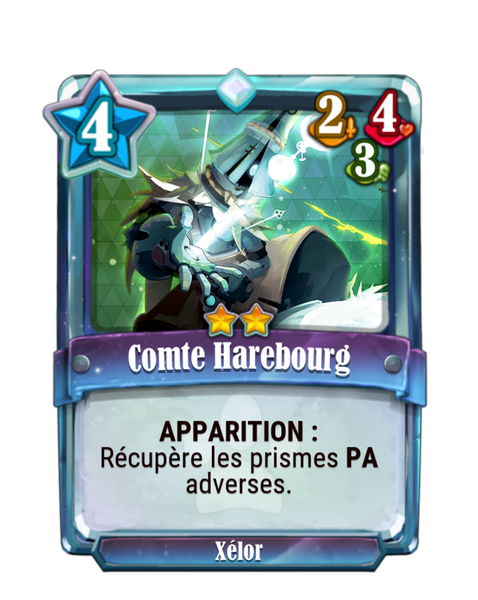 4
2
4
3
Comte Harebourg
APPARITION :
Récupère les prismes PA
adverses.
Xélor